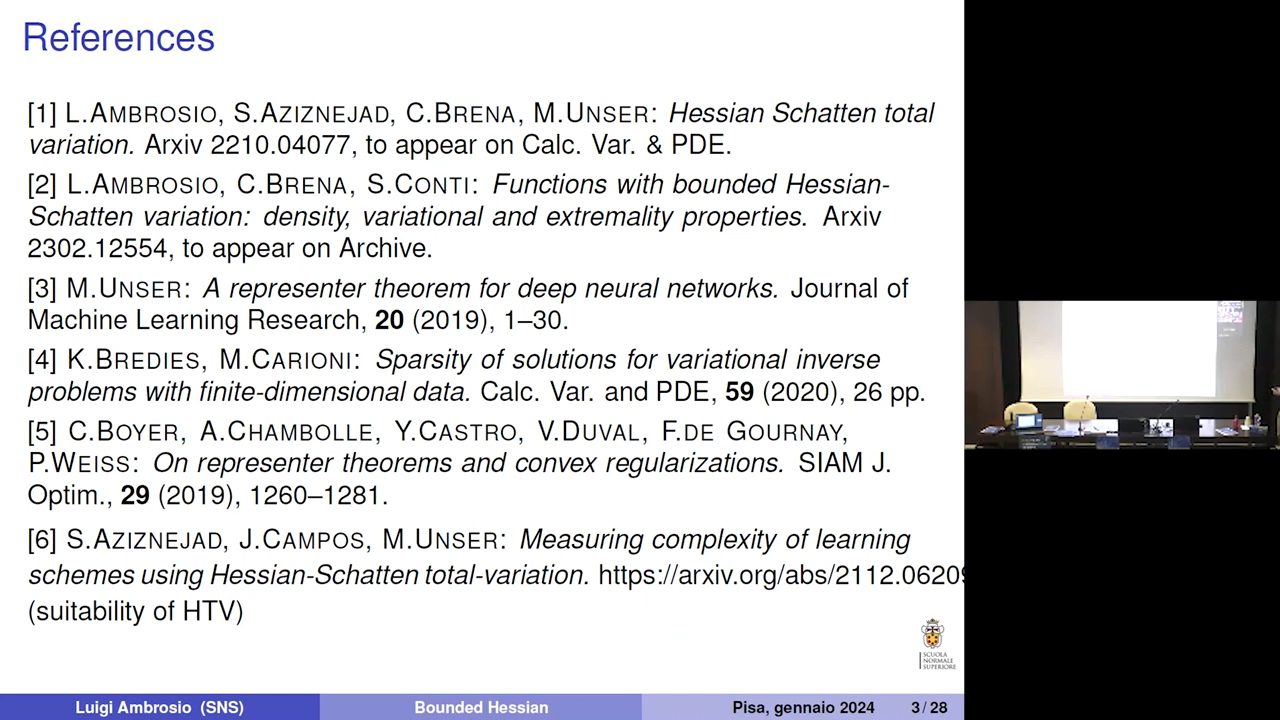 References
[1] L.AMBROSIO, S.AZIZNEJAD, C.BRENA, M.UNSER: Hessian Schatten total
variation. Arxiv 2210.04077, to appear on Calc. Var. & PDE.
[2] L.AMBROSIO, C.BRENA, S.CONTI: Functions with bounded Hessian-
Schatten variation: density, variational and extremality properties. Arxiv
2302.12554, to appear on Archive.
[3] M.UNSER: A representer theorem for deep neural networks. Journal of
Machine Learning Research, 20 (2019), 1–30.
[4] K.BREDIES, M.CARIONI: Sparsity of solutions for variational inverse
problems with finite-dimensional data. Calc. Var. and PDE, 59 (2020), 26 pp.
[5] C.BOYER, A.CHAMBOLLE, Y.CASTRO, V.DUVAL, F.DE GOURNAY,
P.WEISS: On representer theorems and convex regularizations. SIAM J.
Optim., 29 (2019), 1260–1281.
[6] S.AZIZNEJAD, J.CAMPOS, M.UNSER: Measuring complexity of learning
schemes using Hessian-Schatten total-variation. https://arxiv.org/abs/2112.06209
(suitability of HTV)
SCUOLA
NORMALE
SUPERIORE
Luigi Ambrosio (SNS) Bounded Hessian Pisa, gennaio 2024 3 / 28